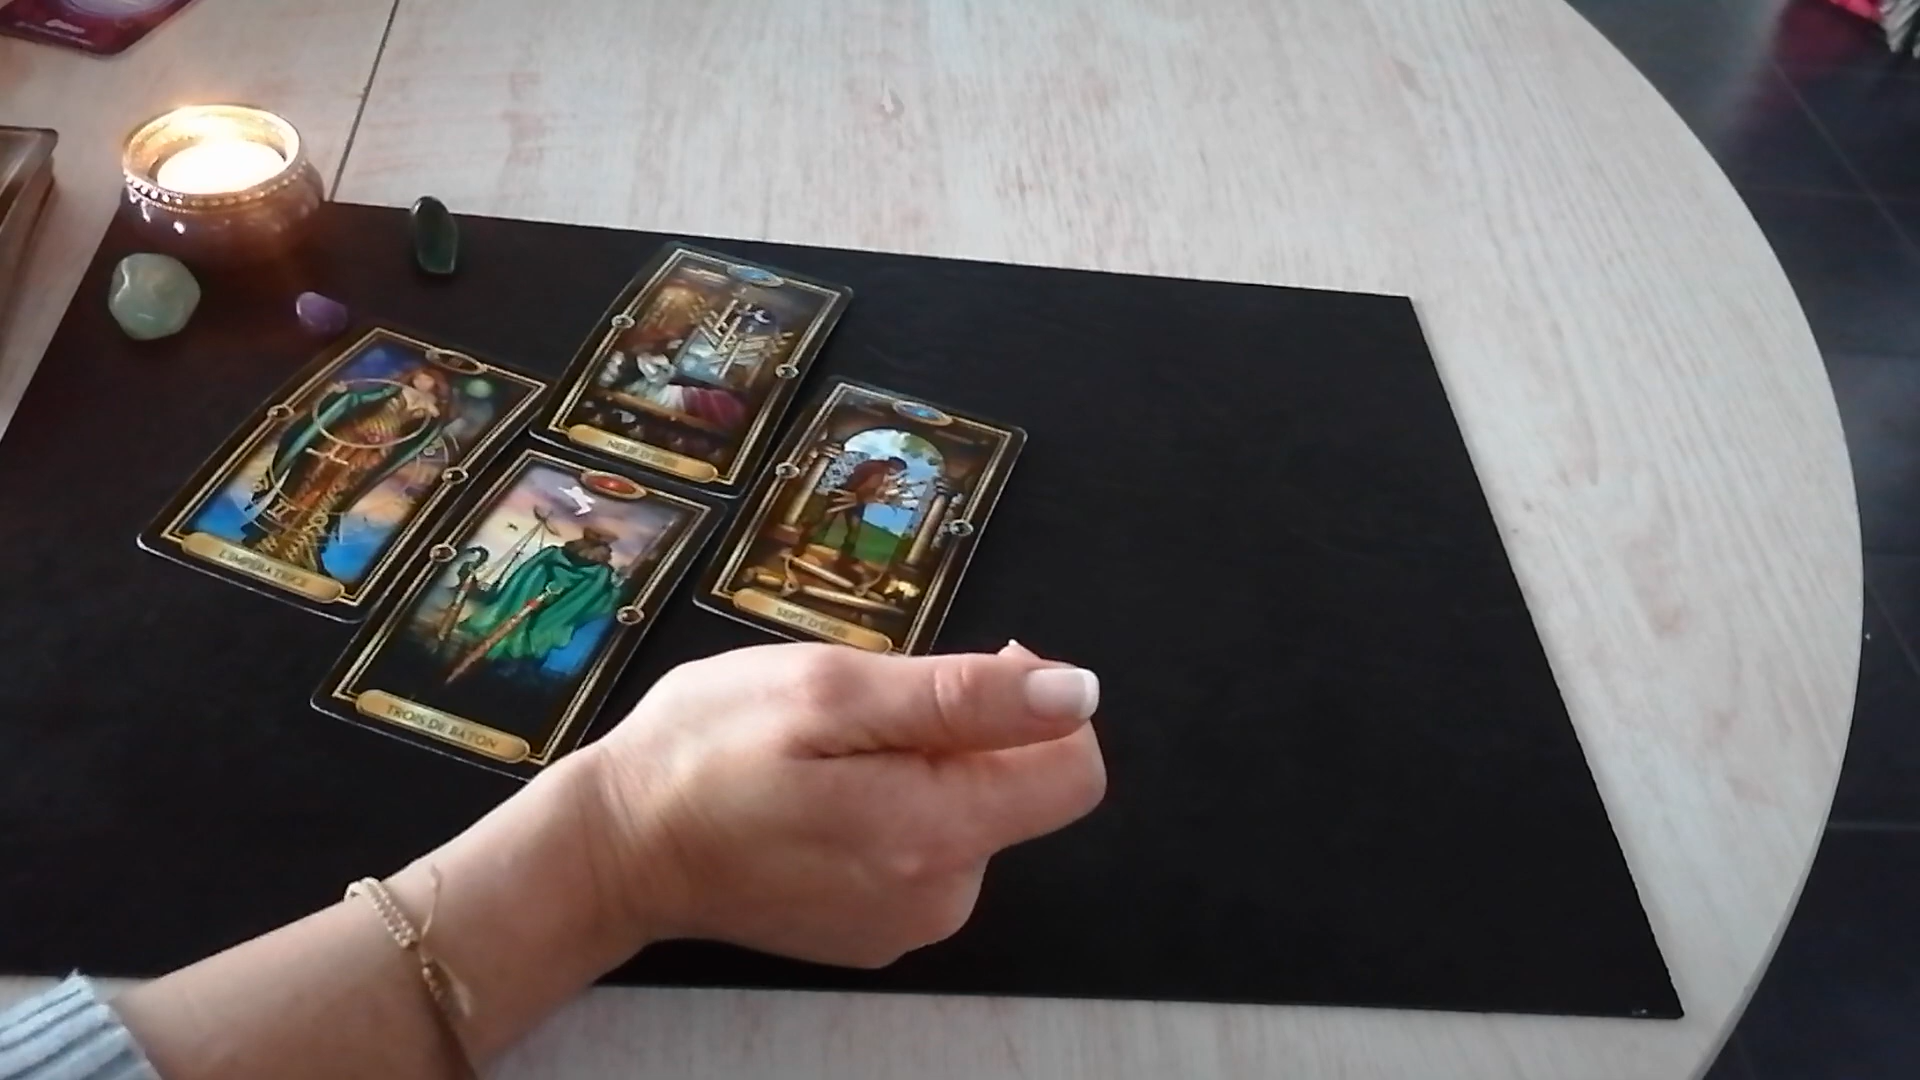 NEUF D'ÉPÉE
L'IMPÉRATRICE
SEPT D'ÉPÉE
TROIS DE BÂTON